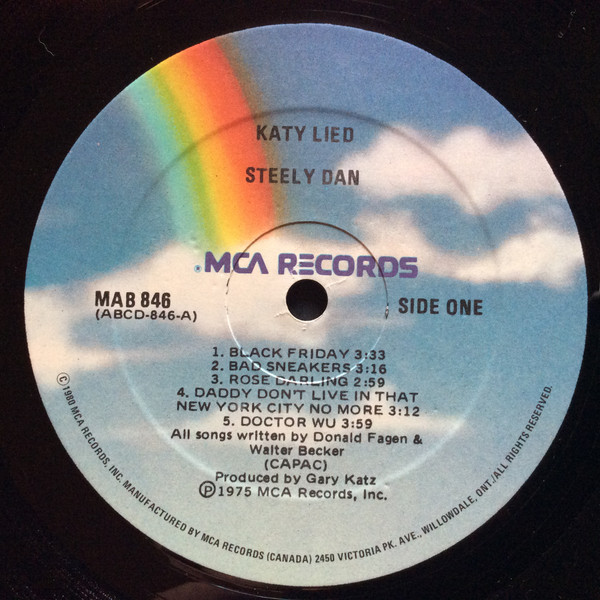 KATY LIED
STEELY DAN
® MCA RECORDS
MAB 846
(ABCD-846-A)
SIDE ONE
1. BLACK FRIDAY 3:33
2. BAD SNEAKERS 3:16
3. ROSE DARLING 2:59
4. DADDY DON'T LIVE IN THAT
NEW YORK CITY NO MORE 3:12
5. DOCTOR WU 3:59
All songs written by Donald Fagen &
Walter Becker
(CAPAC)
Produced by Gary Katz
℗1975 MCA Records, Inc.
©1980 MCA RECORDS, INC. MANUFACTURED BY MCA RECORDS (CANADA) 2450 VICTORIA PK. AVE., WILLOWDALE, ONT./ALL RIGHTS RESERVED.